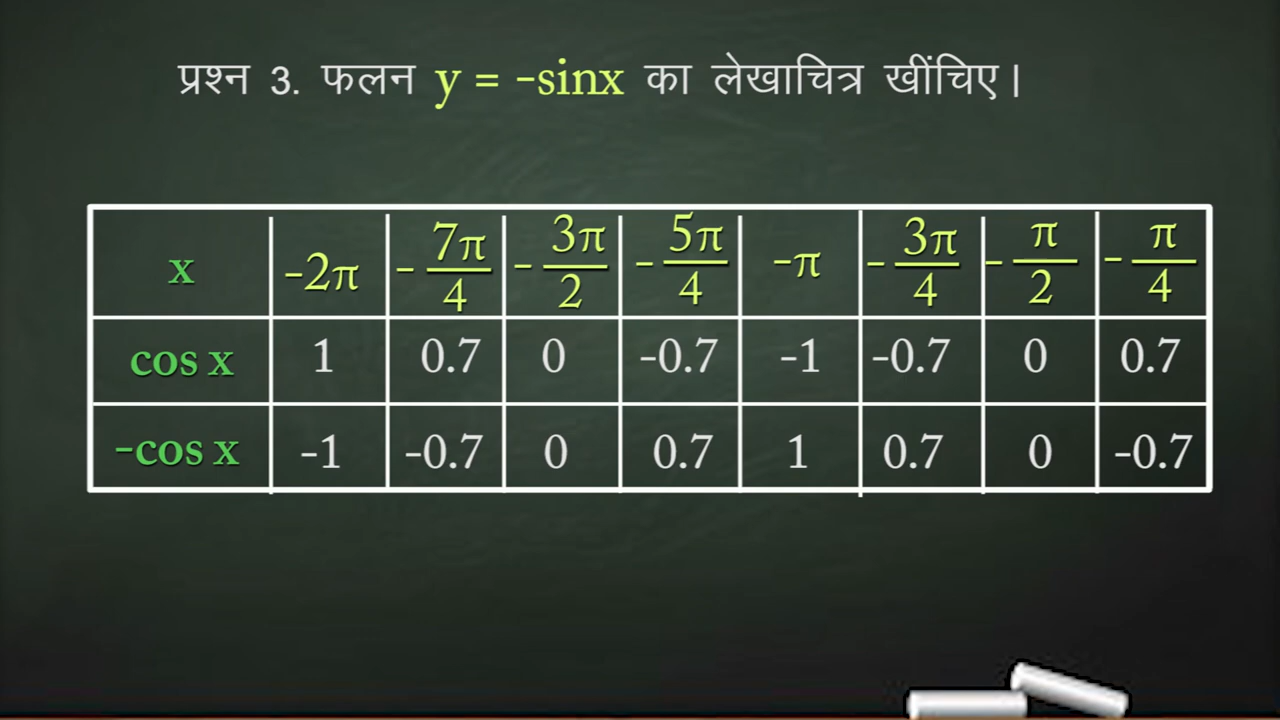 प्रश्न 3. फलन y = -sinx का लेखाचित्र खींचिए।
x -2π -7π/4 -3π/2 -5π/4 -π -3π/4 -π/2 -π/4
cos x 1 0.7 0 -0.7 -1 -0.7 0 0.7
-cos x -1 -0.7 0 0.7 1 0.7 0 -0.7